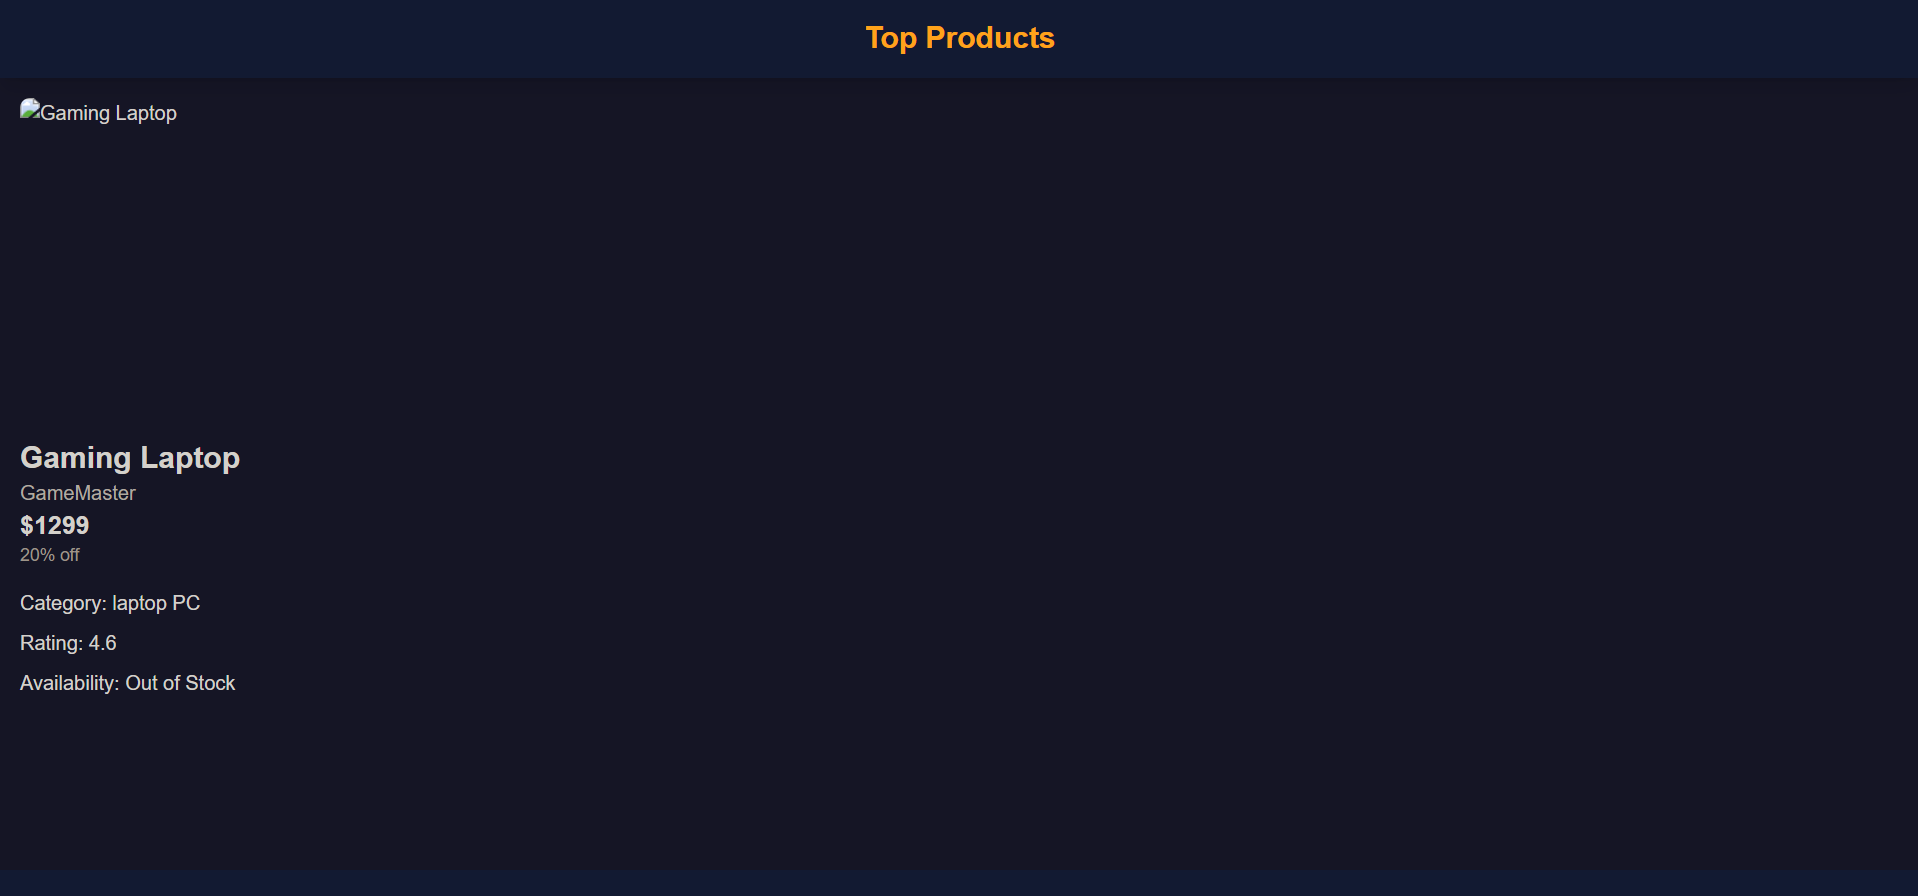 Top Products
Gaming Laptop
Gaming Laptop
GameMaster
$1299
20% off
Category: laptop PC
Rating: 4.6
Availability: Out of Stock